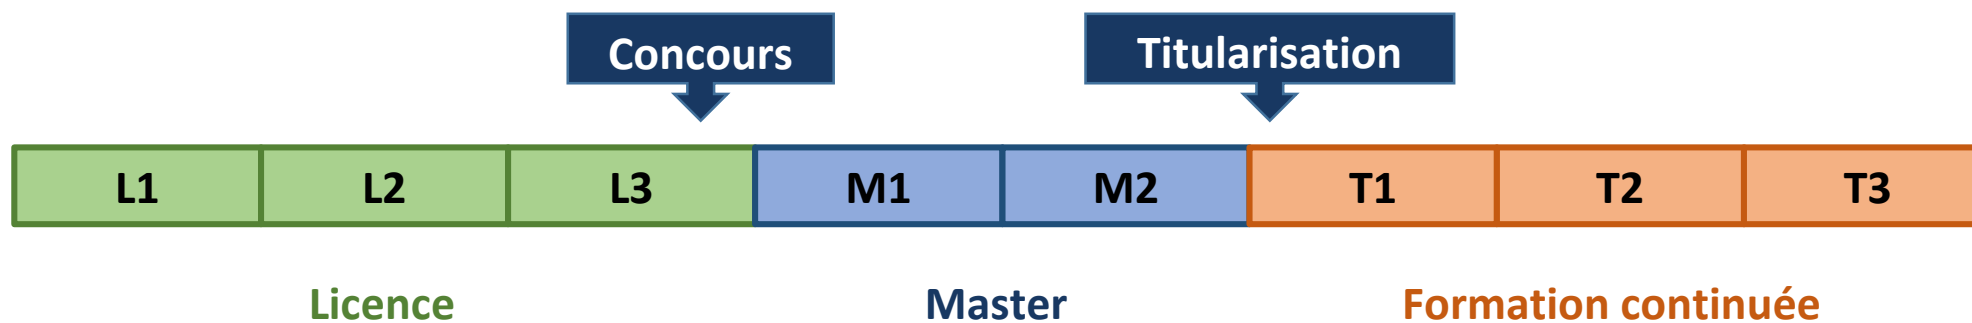 Concours
Titularisation
L1
L2
L3
M1
M2
T1
T2
T3
Licence
Master
Formation continuée